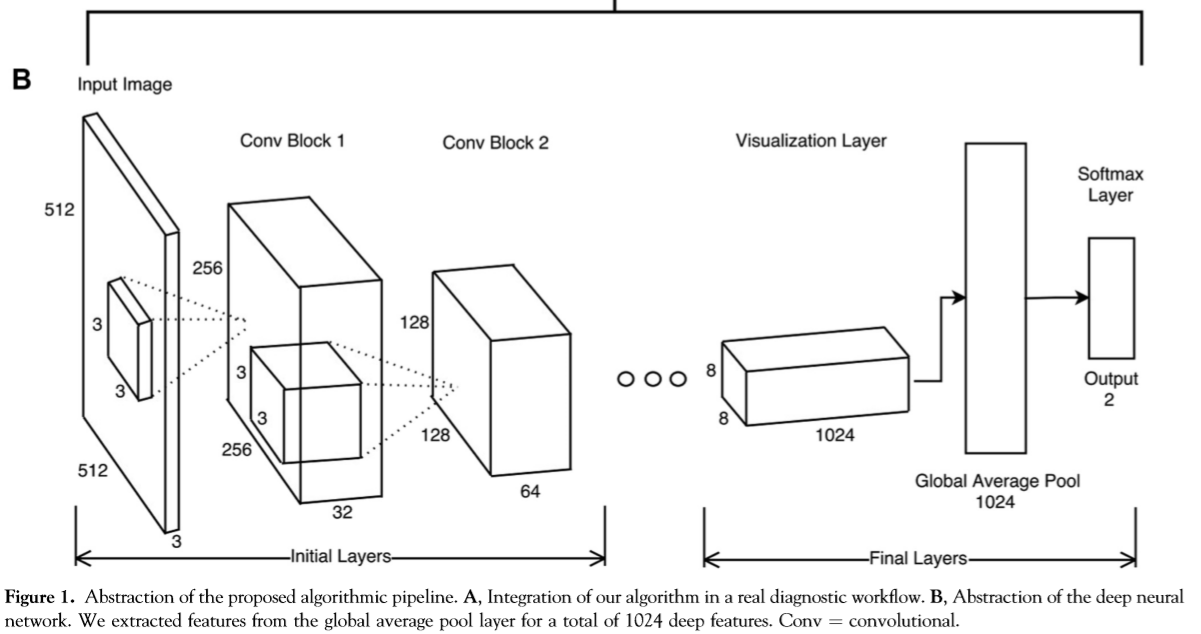 B
Input Image
Conv Block 1
Conv Block 2
Visualization Layer
Softmax
Layer
512
256
128
3
3
512
3
3
3
256
32
128
64
8
8
1024
Output
2
Global Average Pool
1024
Initial Layers
Final Layers
Figure 1. Abstraction of the proposed algorithmic pipeline. A, Integration of our algorithm in a real diagnostic workflow. B, Abstraction of the deep neural
network. We extracted features from the global average pool layer for a total of 1024 deep features. Conv = convolutional.